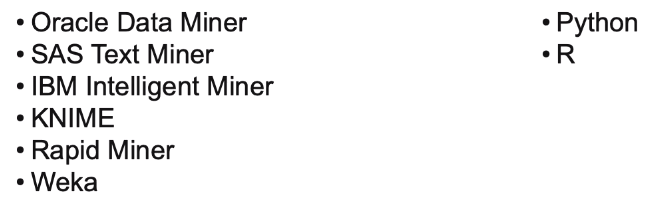 • Oracle Data Miner
• SAS Text Miner
• IBM Intelligent Miner
• KNIME
• Rapid Miner
• Weka
• Python
• R